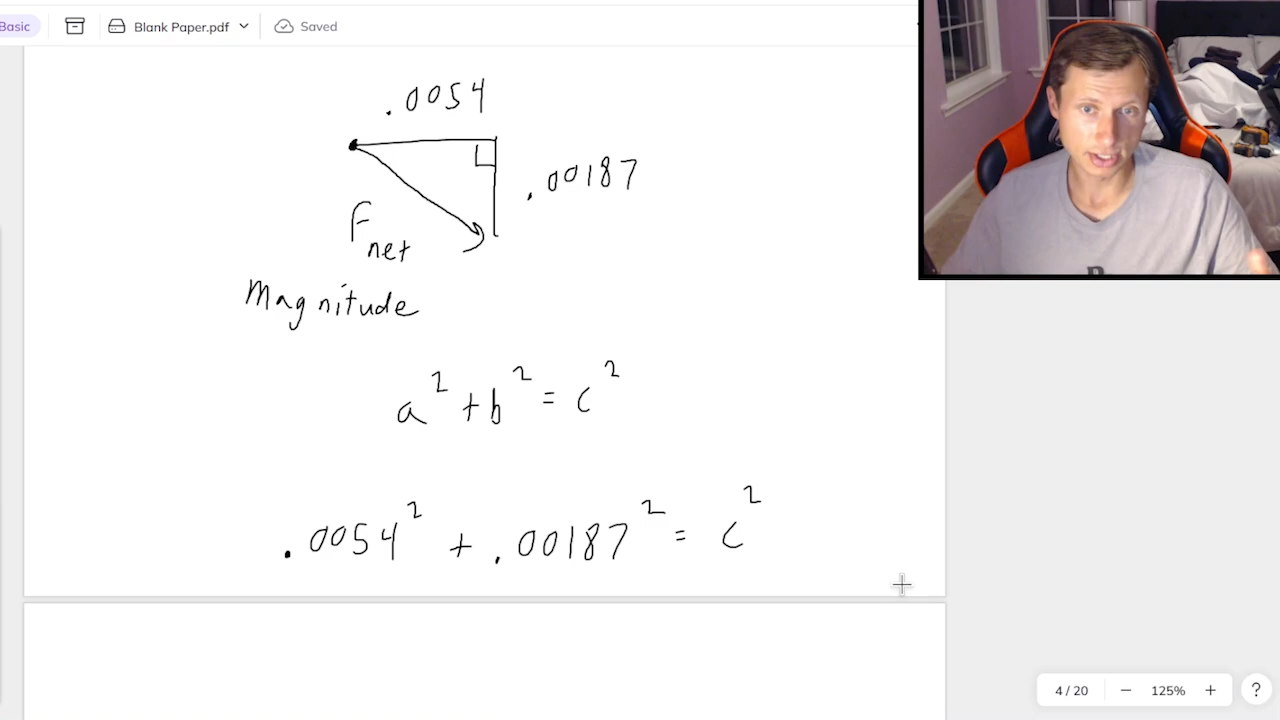 Basic Blank Paper.pdf Saved
.0054
.00187
F net
Magnitude
a² + b² = c²
.0054² + .00187² = c²
4 / 20 − 125% + ?